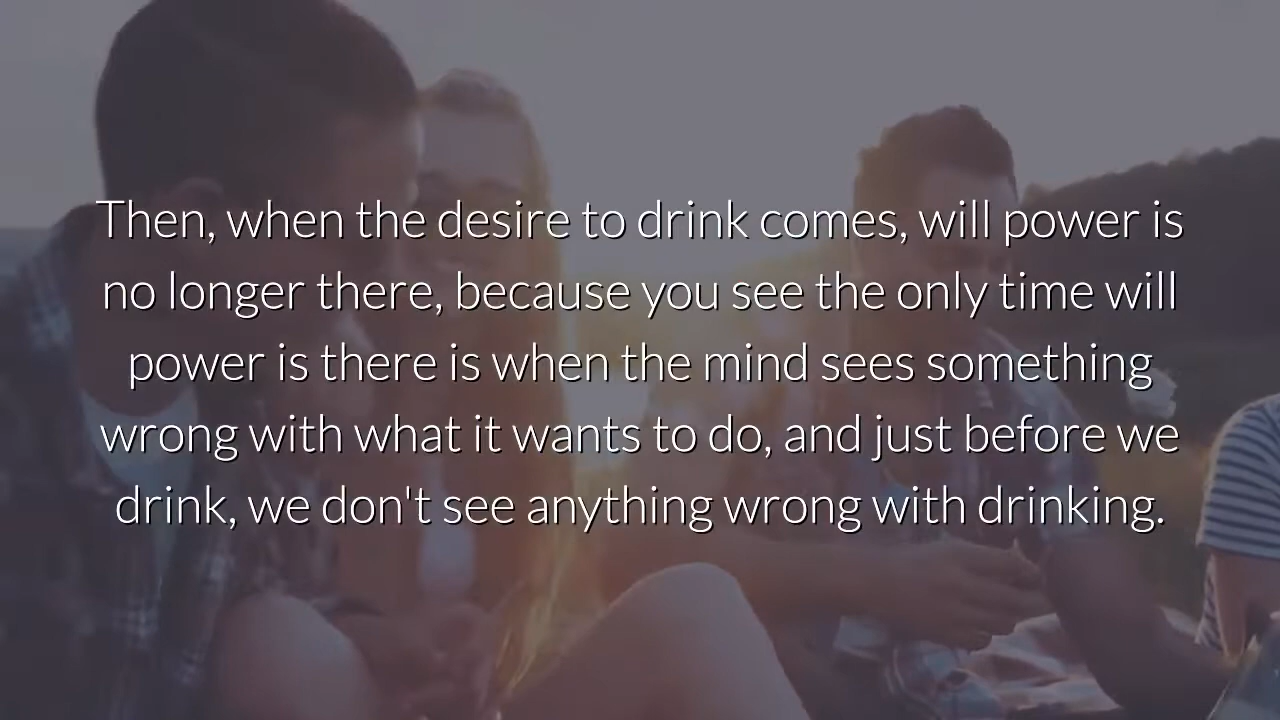 Then, when the desire to drink comes, will power is
no longer there, because you see the only time will
power is there is when the mind sees something
wrong with what it wants to do, and just before we
drink, we don't see anything wrong with drinking.